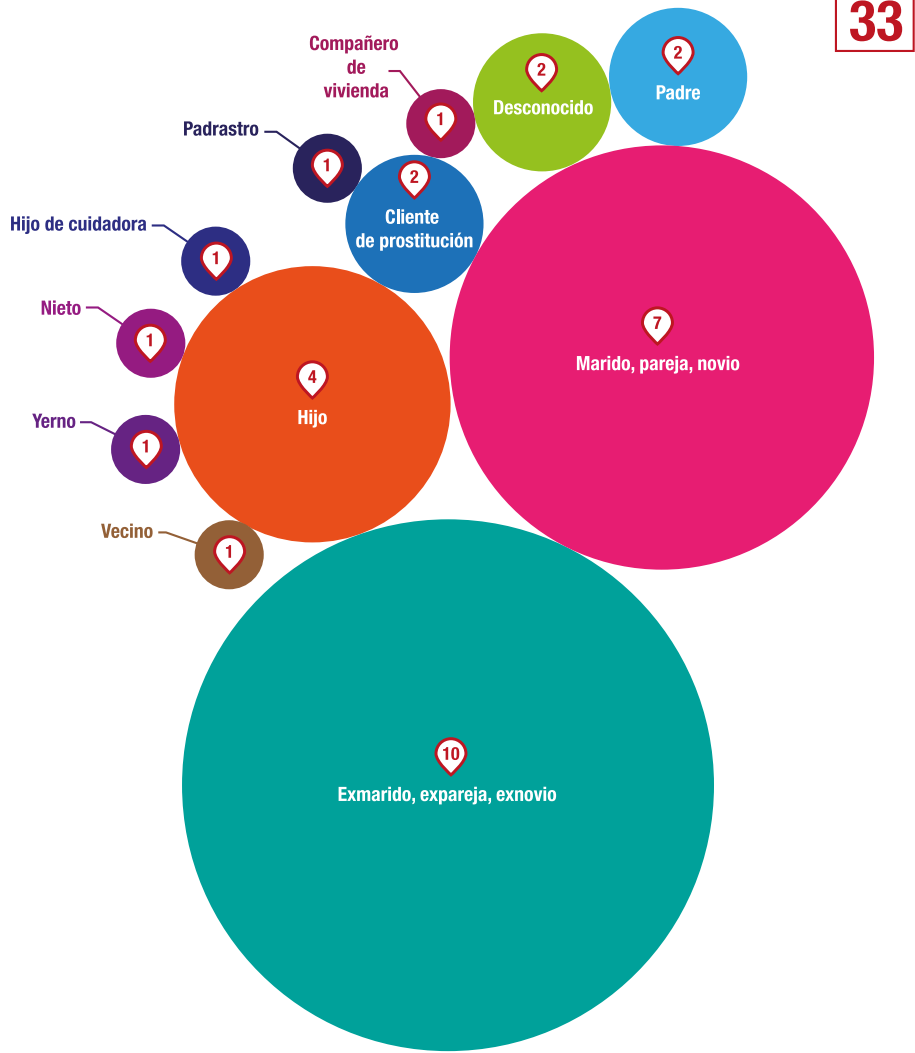 33
Compañero
de
vivienda
1
2
Desconocido
2
Padre
Padrastro
1
2
Cliente
de prostitución
Hijo de cuidadora
1
Nieto
1
7
Marido, pareja, novio
4
Hijo
Yerno
1
Vecino
1
10
Exmarido, expareja, exnovio